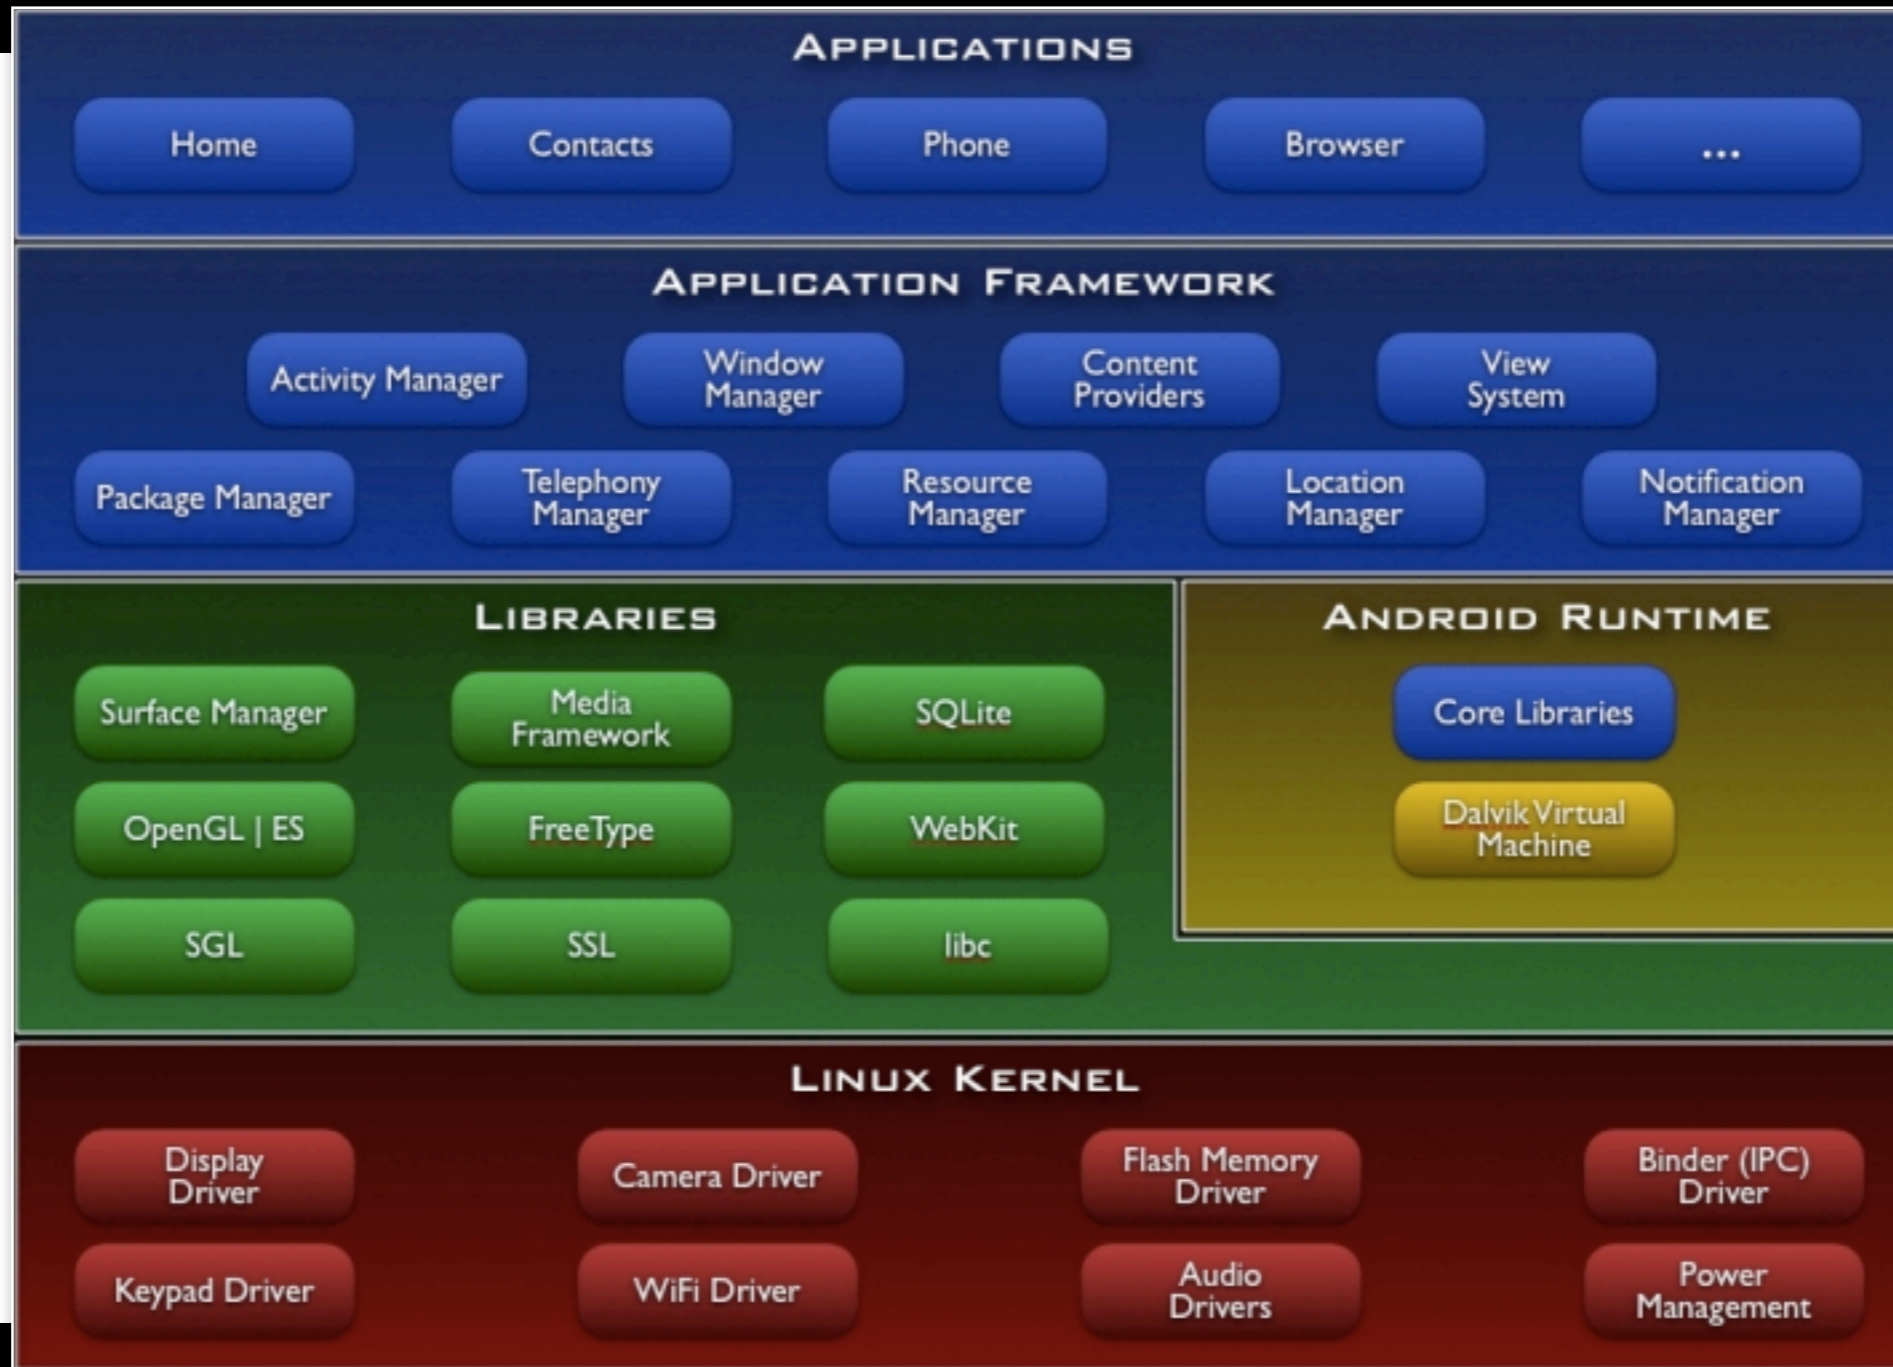 APPLICATIONS
Home
Contacts
Phone
Browser
...
APPLICATION FRAMEWORK
Activity Manager
Window
Manager
Content
Providers
View
System
Package Manager
Telephony
Manager
Resource
Manager
Location
Manager
Notification
Manager
LIBRARIES
Surface Manager
Media
Framework
SQLite
OpenGL | ES
FreeType
WebKit
SGL
SSL
libc
ANDROID RUNTIME
Core Libraries
Dalvik Virtual
Machine
LINUX KERNEL
Display
Driver
Camera Driver
Flash Memory
Driver
Binder (IPC)
Driver
Keypad Driver
WiFi Driver
Audio
Drivers
Power
Management